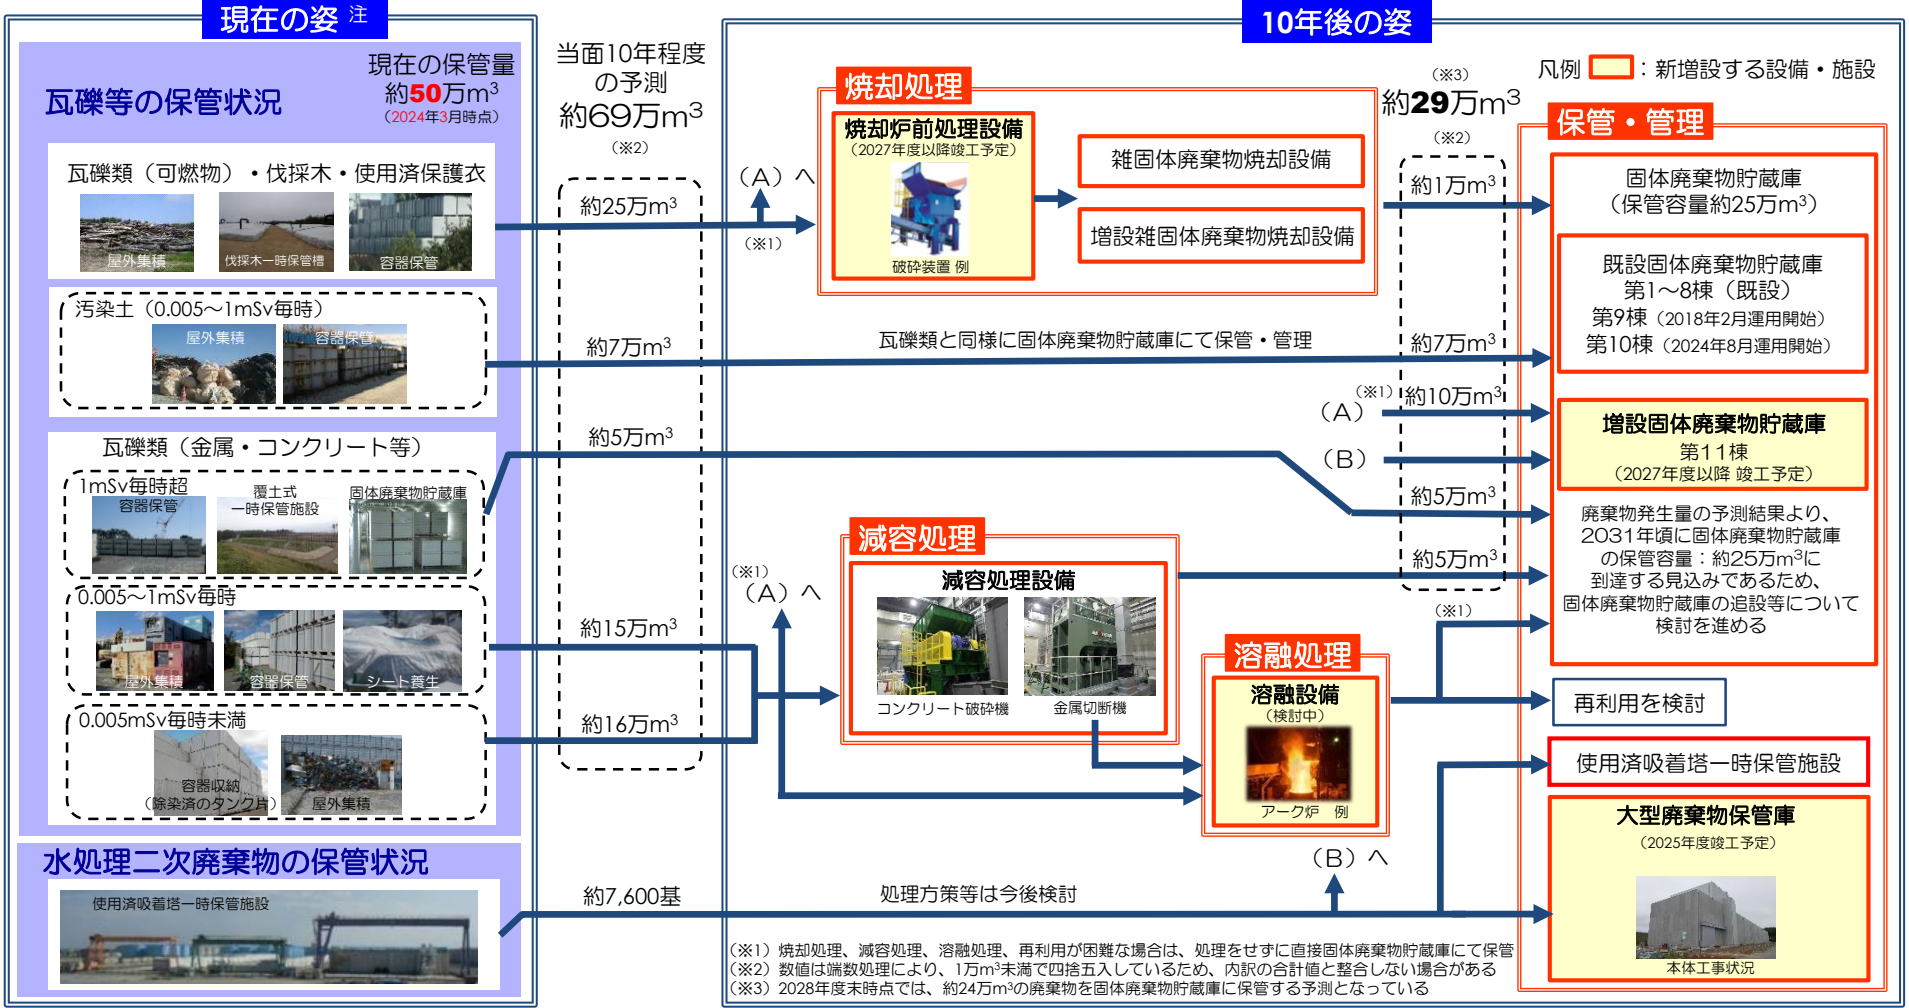 現在の姿 注
瓦礫等の保管状況
現在の保管量
約50万m³
（2024年3月時点）
瓦礫類（可燃物）・伐採木・使用済保護衣
屋外集積
伐採木一時保管槽
容器保管
汚染土（0.005～1mSv毎時）
屋外集積
容器保管
瓦礫類（金属・コンクリート等）
1mSv毎時超
容器保管
覆土式
一時保管施設
固体廃棄物貯蔵庫
0.005～1mSv毎時
屋外集積
容器保管
シート養生
0.005mSv毎時未満
容器収納
（除染済のタンク片）
屋外集積
水処理二次廃棄物の保管状況
使用済吸着塔一時保管施設
当面10年程度
の予測
約69万m³
（※2）
約25万m³
約7万m³
約5万m³
約15万m³
約16万m³
約7,600基
10年後の姿
凡例 ：新増設する設備・施設
（A）へ
（※1）
焼却処理
焼却炉前処理設備
（2027年度以降竣工予定）
破砕装置 例
雑固体廃棄物焼却設備
増設雑固体廃棄物焼却設備
瓦礫類と同様に固体廃棄物貯蔵庫にて保管・管理
（※1）
（A）へ
減容処理
減容処理設備
コンクリート破砕機
金属切断機
溶融処理
溶融設備
（検討中）
アーク炉 例
処理方策等は今後検討
（B）へ
（※3）
約29万m³
（※2）
約1万m³
約7万m³
（A）
（※1）
約10万m³
（B）
約5万m³
約5万m³
（※1）
保管・管理
固体廃棄物貯蔵庫
（保管容量約25万m³）
既設固体廃棄物貯蔵庫
第1～8棟（既設）
第9棟（2018年2月運用開始）
第10棟（2024年8月運用開始）
増設固体廃棄物貯蔵庫
第11棟
（2027年度以降 竣工予定）
廃棄物発生量の予測結果より、
2031年頃に固体廃棄物貯蔵庫
の保管容量：約25万m³に
到達する見込みであるため、
固体廃棄物貯蔵庫の追設等について
検討を進める
再利用を検討
使用済吸着塔一時保管施設
大型廃棄物保管庫
（2025年度竣工予定）
本体工事状況
（※1）焼却処理、減容処理、溶融処理、再利用が困難な場合は、処理をせずに直接固体廃棄物貯蔵庫にて保管
（※2）数値は端数処理により、1万m³未満で四捨五入しているため、内訳の合計値と整合しない場合がある
（※3）2028年度末時点では、約24万m³の廃棄物を固体廃棄物貯蔵庫に保管する予測となっている